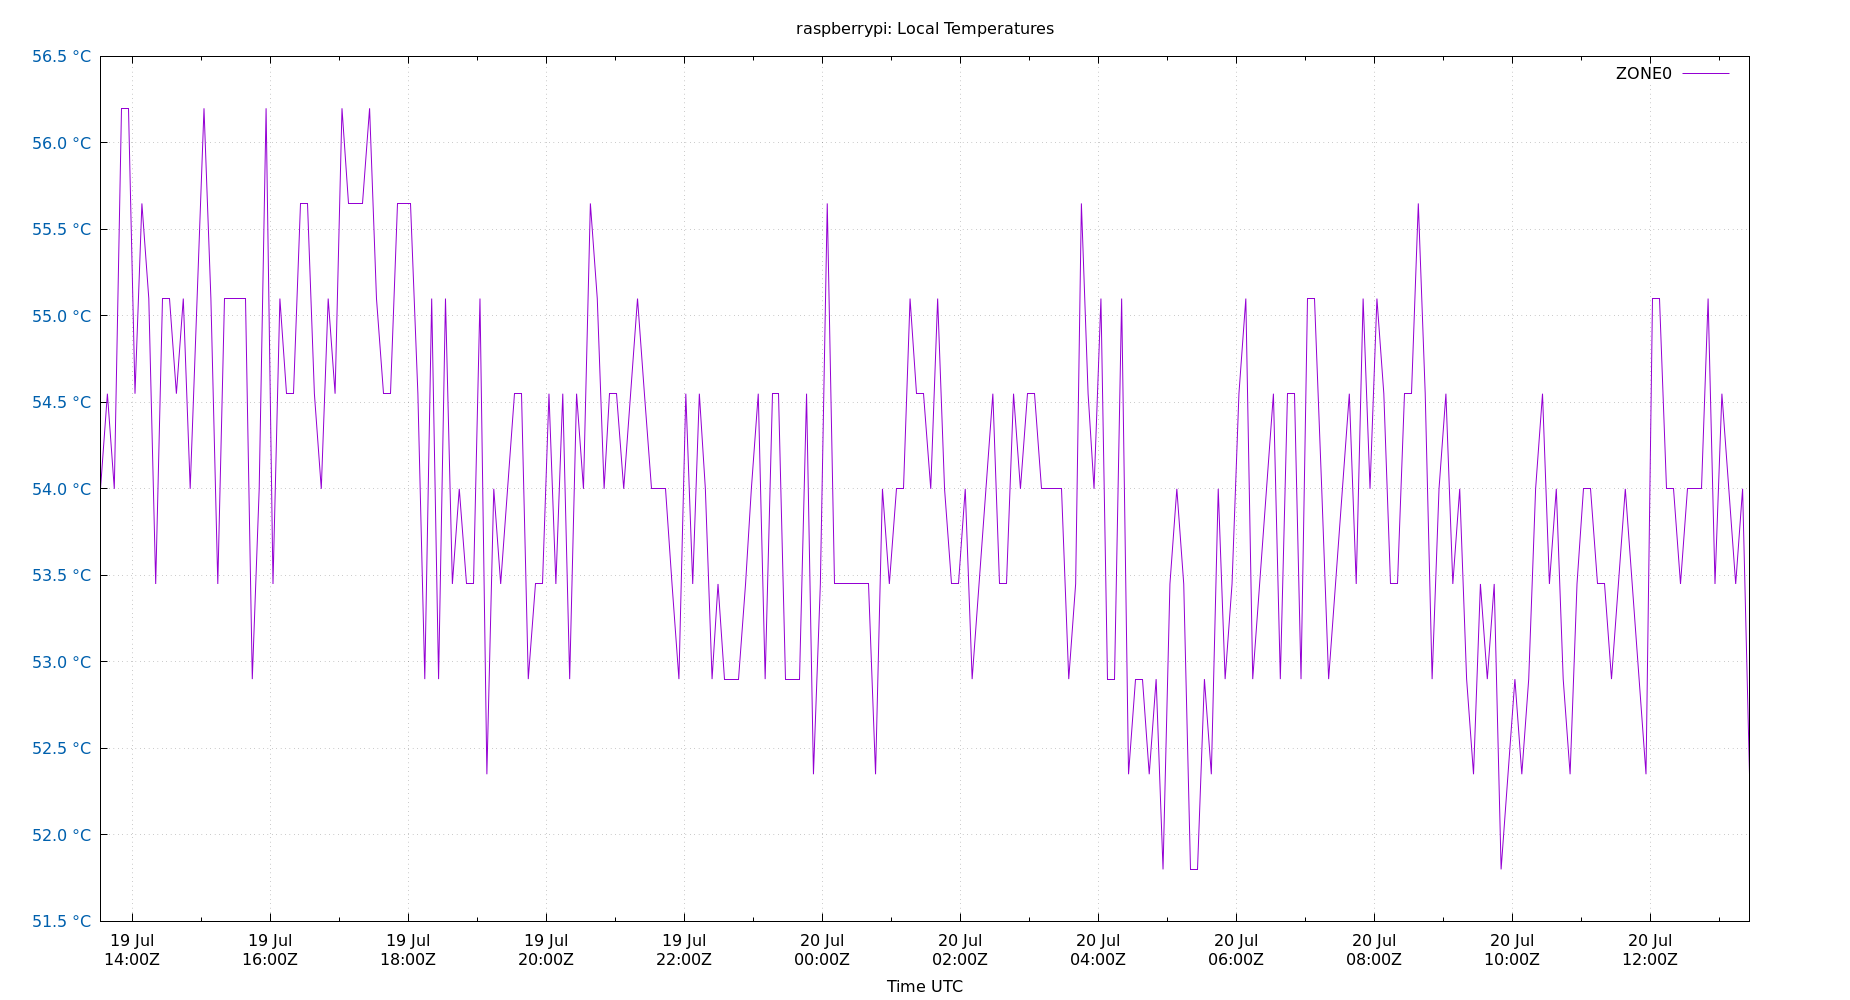 raspberrypi: Local Temperatures
56.5 °C
ZONE0
56.0 °C
55.5 °C
55.0 °C
54.5 °C
54.0 °C
53.5 °C
53.0 °C
52.5 °C
52.0 °C
51.5 °C
19 Jul 19 Jul 19 Jul 19 Jul 19 Jul 20 Jul 20 Jul 20 Jul 20 Jul 20 Jul 20 Jul 20 Jul
14:00Z 16:00Z 18:00Z 20:00Z 22:00Z 00:00Z 02:00Z 04:00Z 06:00Z 08:00Z 10:00Z 12:00Z
Time UTC